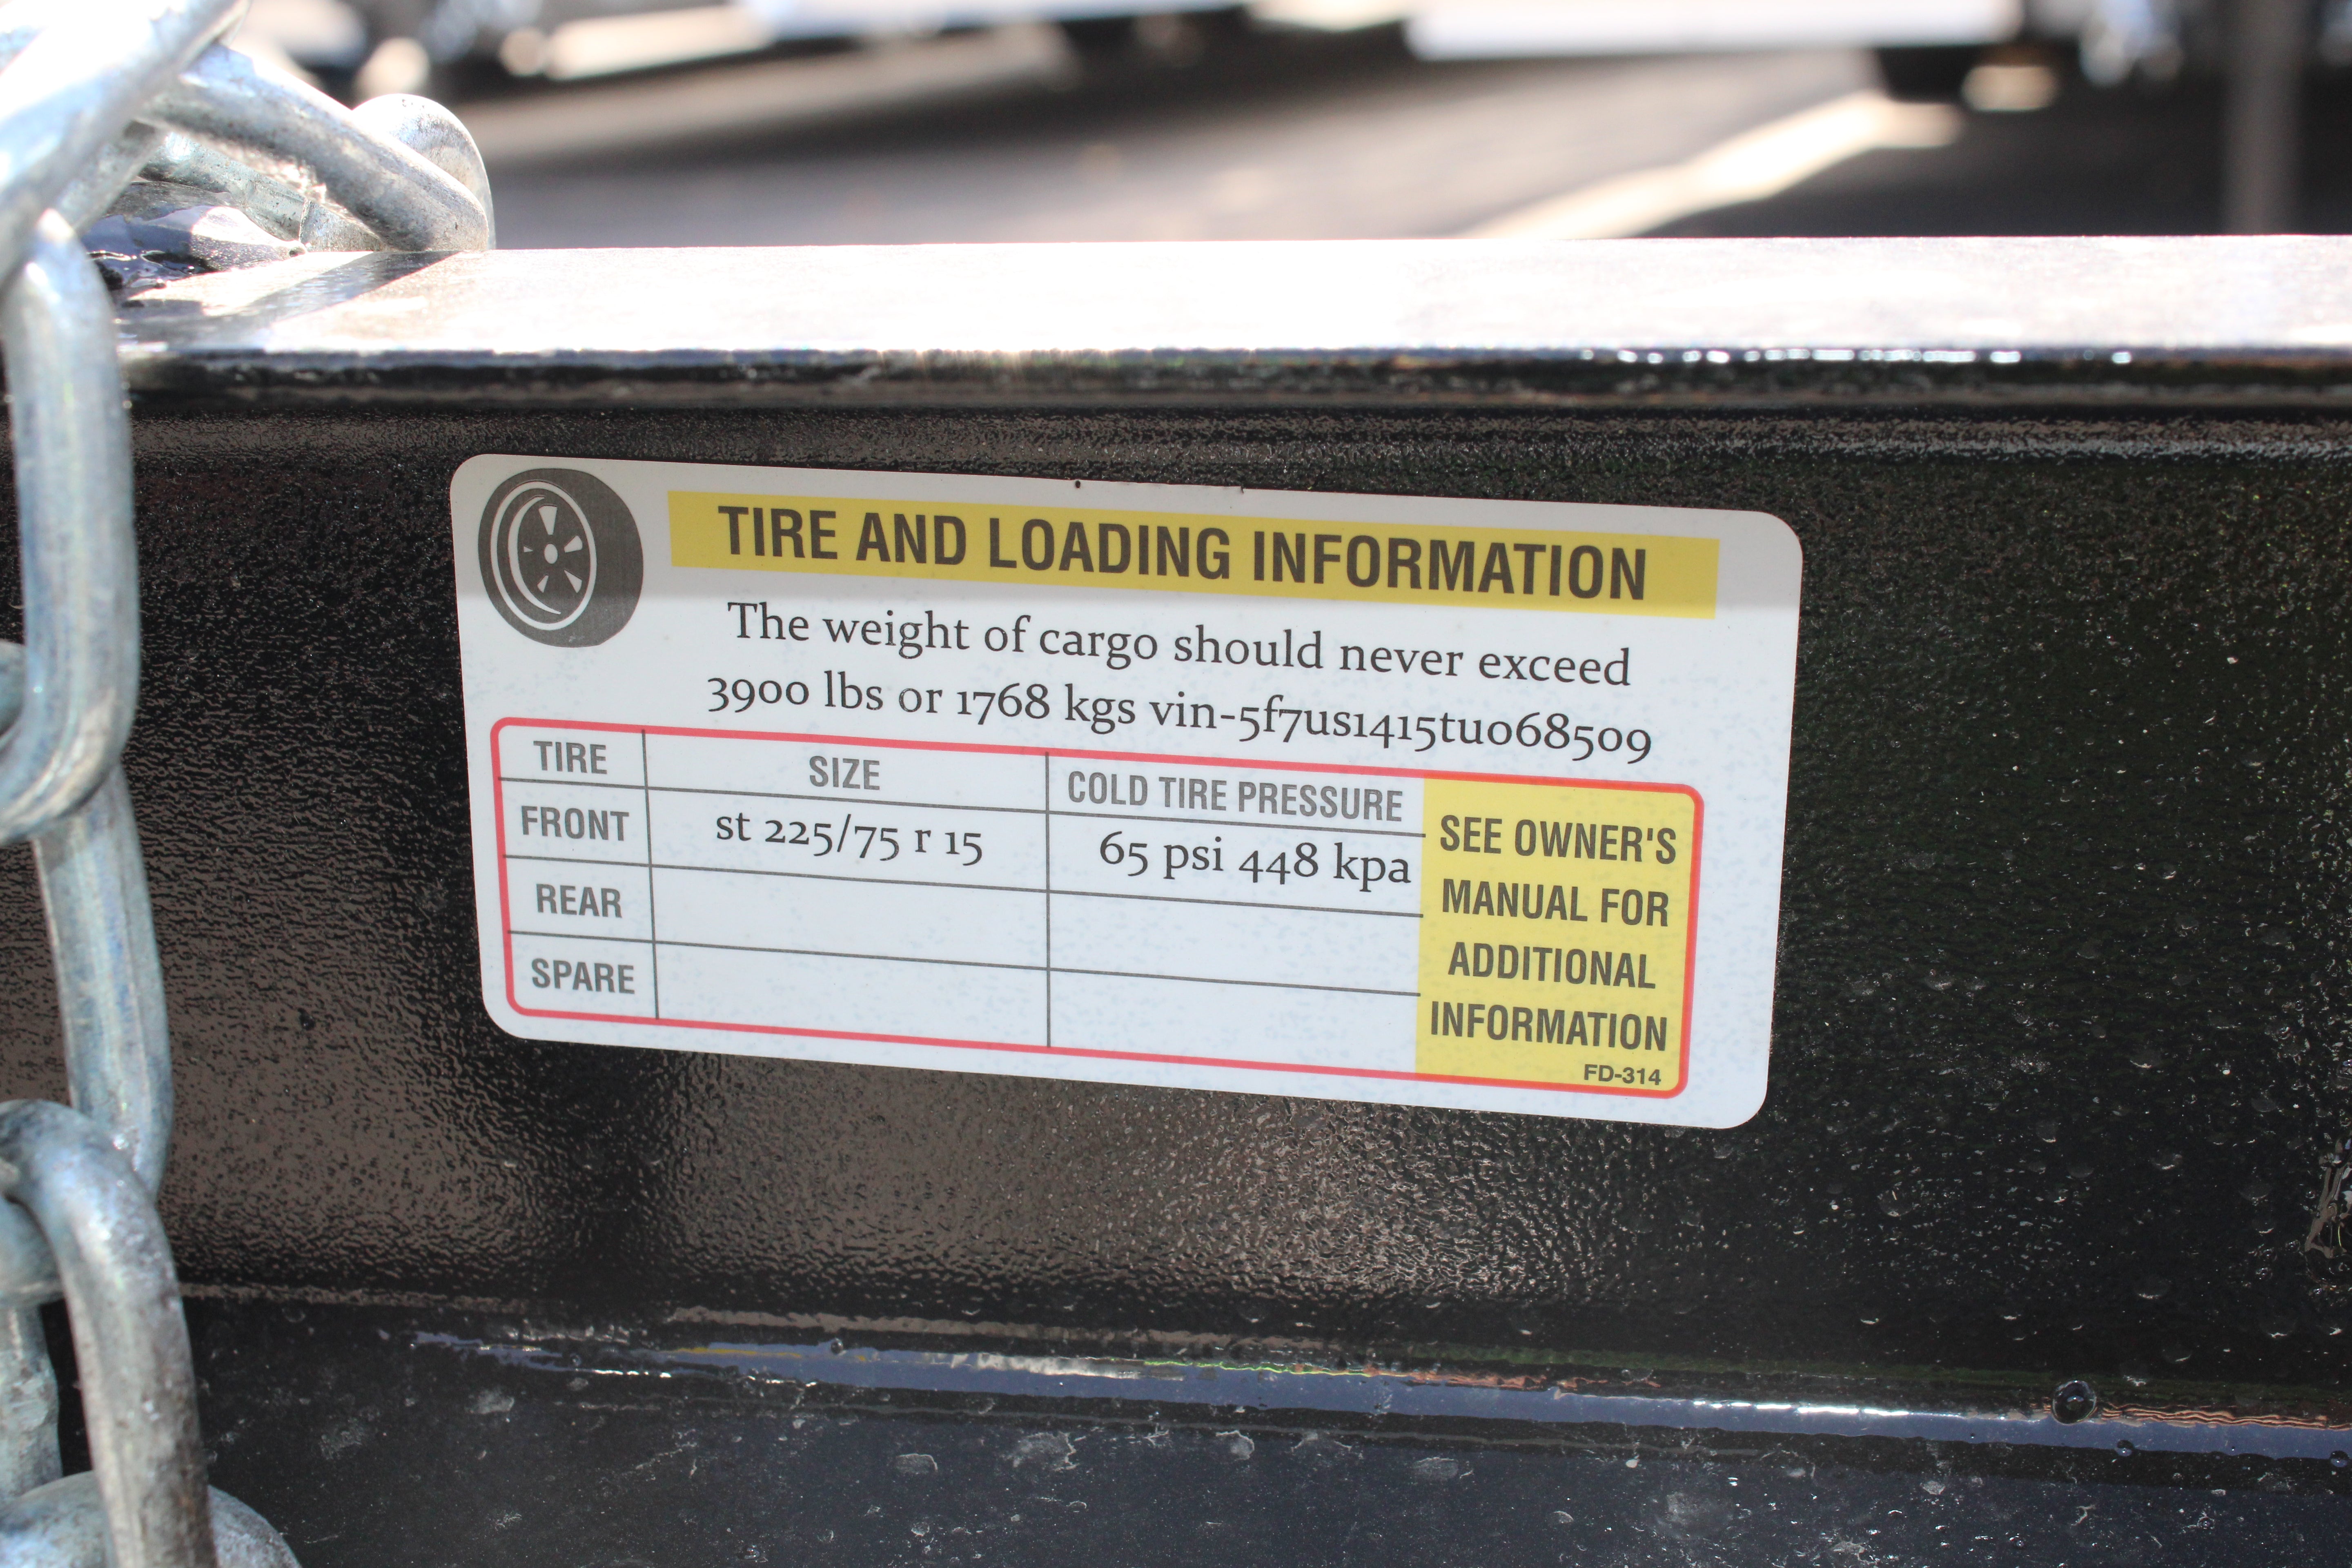 TIRE AND LOADING INFORMATION
The weight of cargo should never exceed
3900 lbs or 1768 kgs vin-5f7us1415tu068509
TIRE SIZE COLD TIRE PRESSURE
FRONT st 225/75 r 15 65 psi 448 kpa
REAR
SPARE
SEE OWNER'S
MANUAL FOR
ADDITIONAL
INFORMATION
FD-314